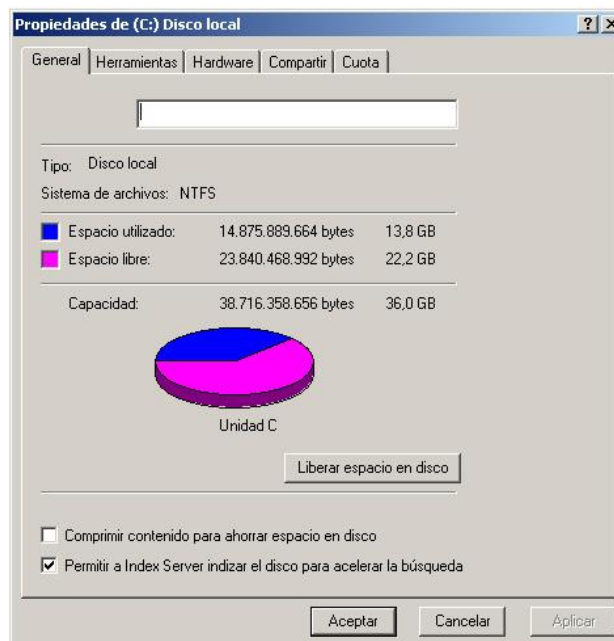 Propiedades de (C:) Disco local
General Herramientas Hardware Compartir Cuota
Tipo: Disco local
Sistema de archivos: NTFS
Espacio utilizado: 14.875.889.664 bytes 13,8 GB
Espacio libre: 23.840.468.992 bytes 22,2 GB
Capacidad: 38.716.358.656 bytes 36,0 GB
Unidad C
Liberar espacio en disco
Comprimir contenido para ahorrar espacio en disco
Permitir a Index Server indizar el disco para acelerar la búsqueda
Aceptar Cancelar Aplicar